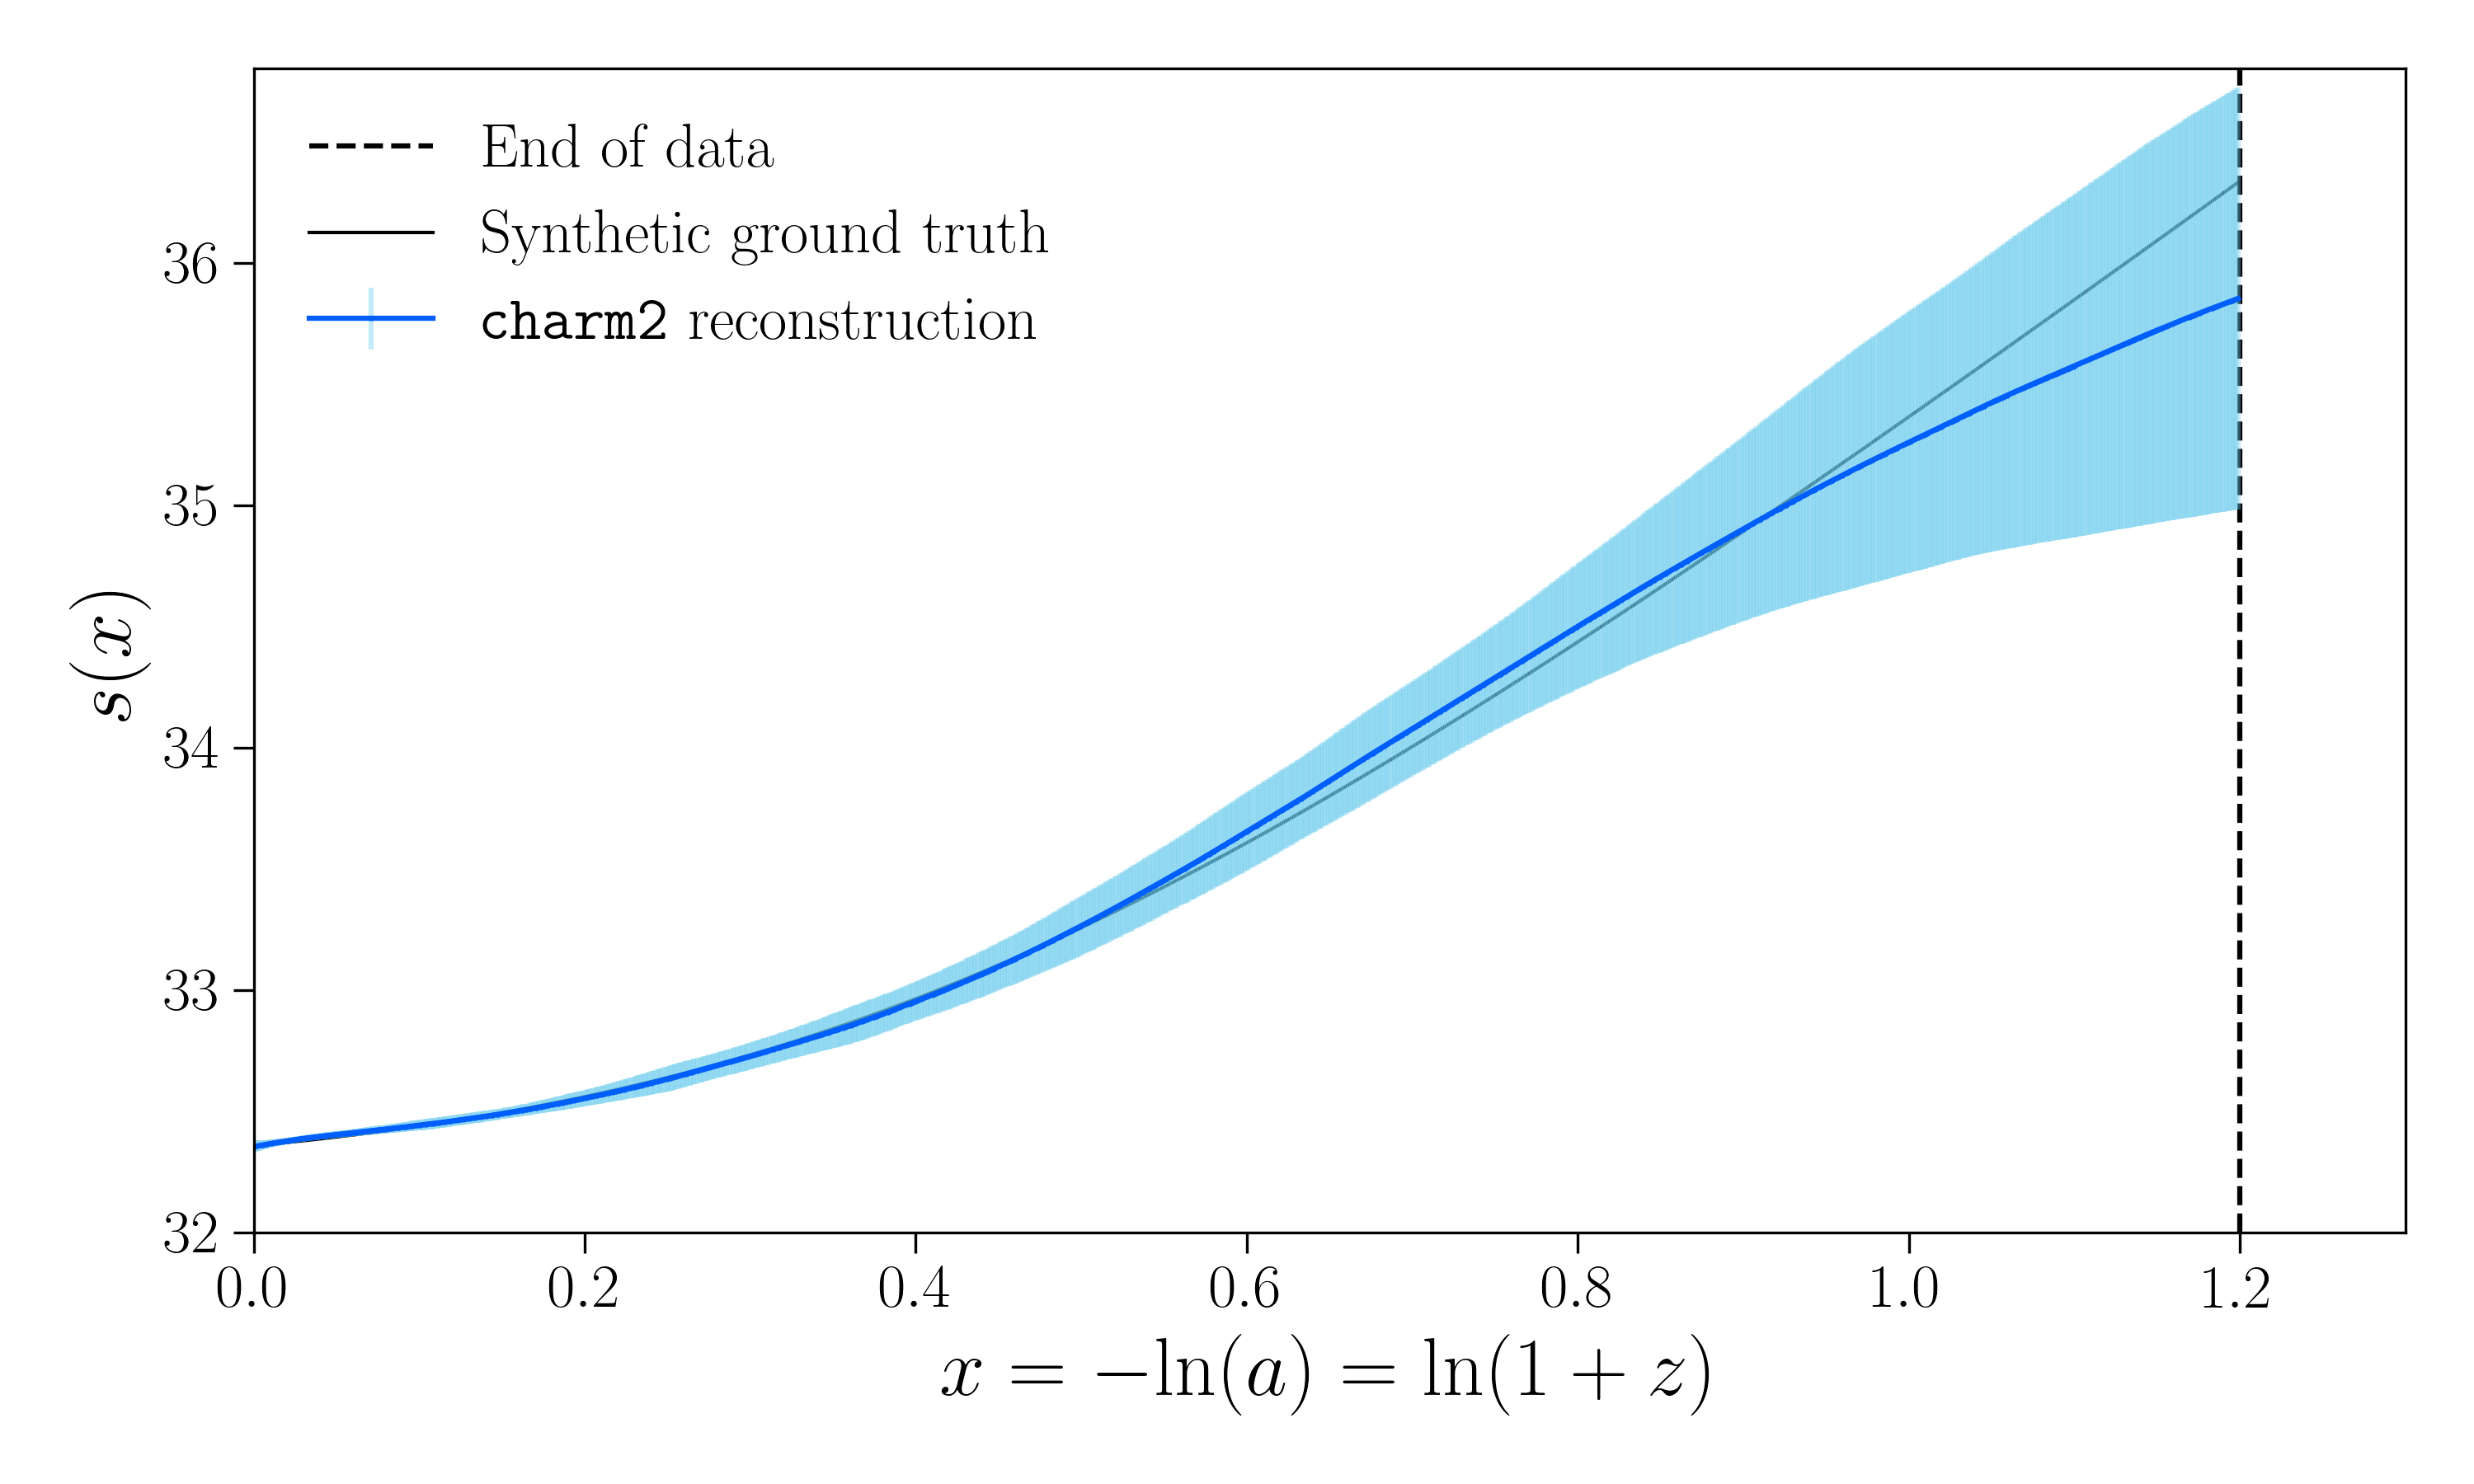 End of data
Synthetic ground truth
charm2 reconstruction
s(x)
36
35
34
33
32
0.0 0.2 0.4 0.6 0.8 1.0 1.2
x = −ln(a) = ln(1 + z)